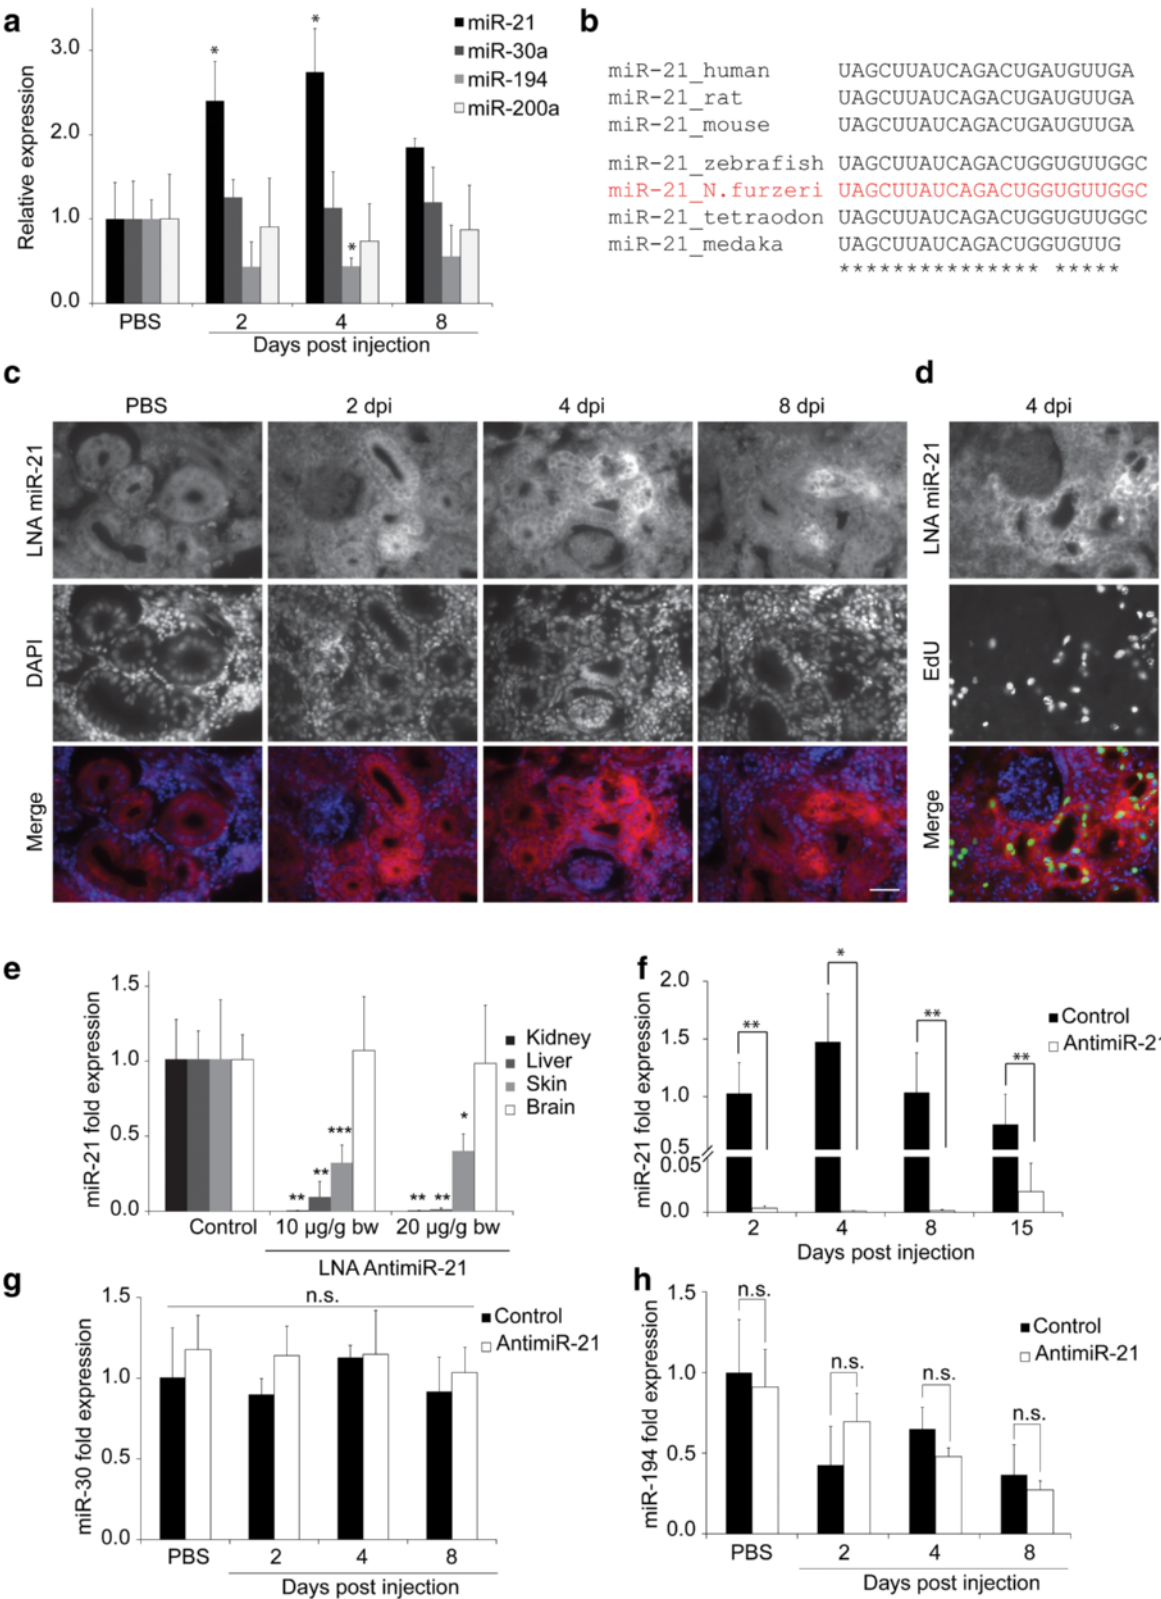 a
Relative expression
3.0
2.0
1.0
0.0
*
*
*
miR-21
miR-30a
miR-194
miR-200a
PBS 2 4 8
Days post injection
b
miR-21_human UAGCUUAUCAGACUGAUGUUGA
miR-21_rat UAGCUUAUCAGACUGAUGUUGA
miR-21_mouse UAGCUUAUCAGACUGAUGUUGA
miR-21_zebrafish UAGCUUAUCAGACUGGUGUUGGC
miR-21_N.furzeri UAGCUUAUCAGACUGGUGUUGGC
miR-21_tetraodon UAGCUUAUCAGACUGGUGUUGGC
miR-21_medaka UAGCUUAUCAGACUGGUGUUG
*************** *****
c
PBS 2 dpi 4 dpi 8 dpi
LNA miR-21
DAPI
Merge
d
4 dpi
LNA miR-21
EdU
Merge
e
miR-21 fold expression
1.5
1.0
0.5
0.0
** ** ***
** ** *
Kidney
Liver
Skin
Brain
Control 10 µg/g bw 20 µg/g bw
LNA AntimiR-21
f
miR-21 fold expression
2.0
1.5
1.0
0.5
0.05
0.0
** * ** **
Control
AntimiR-21
2 4 8 15
Days post injection
g
miR-30 fold expression
1.5
1.0
0.5
0.0
n.s.
Control
AntimiR-21
PBS 2 4 8
Days post injection
h
miR-194 fold expression
1.5
1.0
0.5
0.0
n.s. n.s. n.s. n.s.
Control
AntimiR-21
PBS 2 4 8
Days post injection